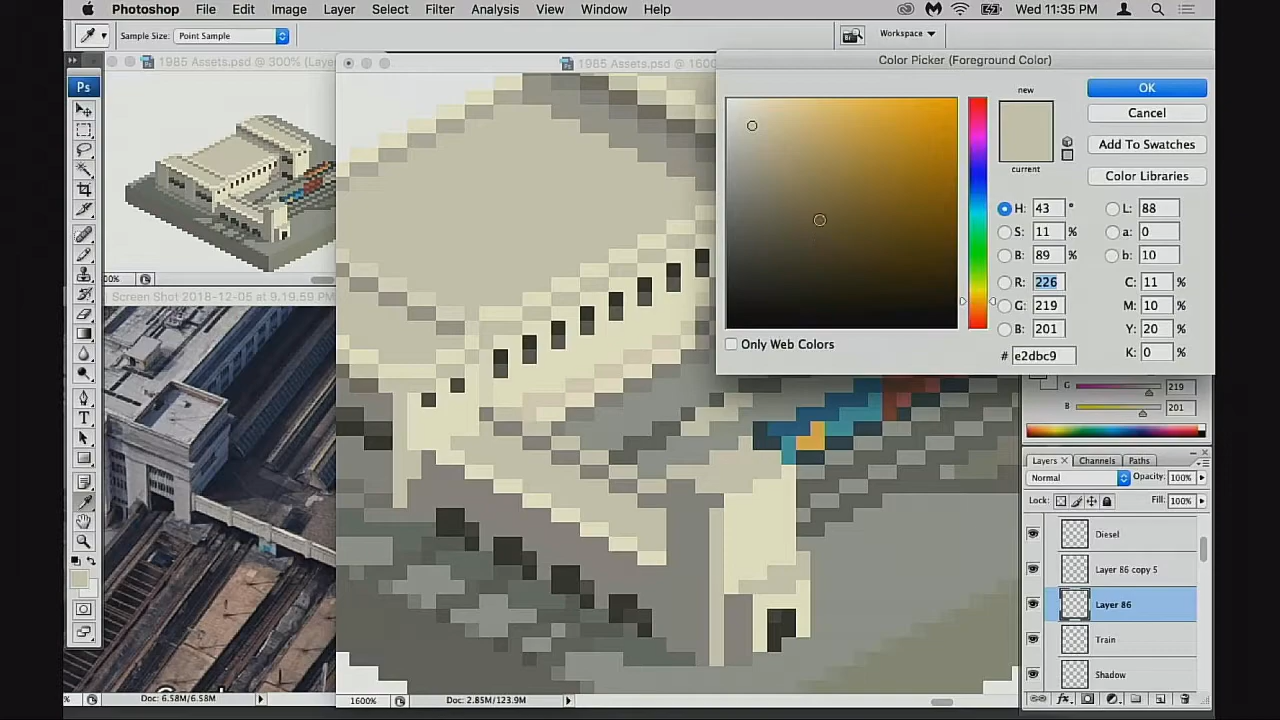 Photoshop File Edit Image Layer Select Filter Analysis View Window Help Wed 11:35 PM
Sample Size: Point Sample Workspace
1985 Assets.psd @ 300% (Laye
1985 Assets.psd @ 1600
Color Picker (Foreground Color)
Ps
new
current
OK
Cancel
Add To Swatches
Color Libraries
H: 43 ° L: 88
S: 11 % a: 0
B: 89 % b: 10
R: 226 C: 11 %
G: 219 M: 10 %
B: 201 Y: 20 %
# e2dbc9 K: 0 %
Only Web Colors
00%
Screen Shot 2018-12-05 at 9.19.59 PM
G 219
B 201
Layers Channels Paths
Normal Opacity: 100%
Lock: Fill: 100%
Diesel
Layer 86 copy 5
Layer 86
Train
Shadow
% Doc: 6.58M/6.58M
1600% Doc: 2.85M/123.9M